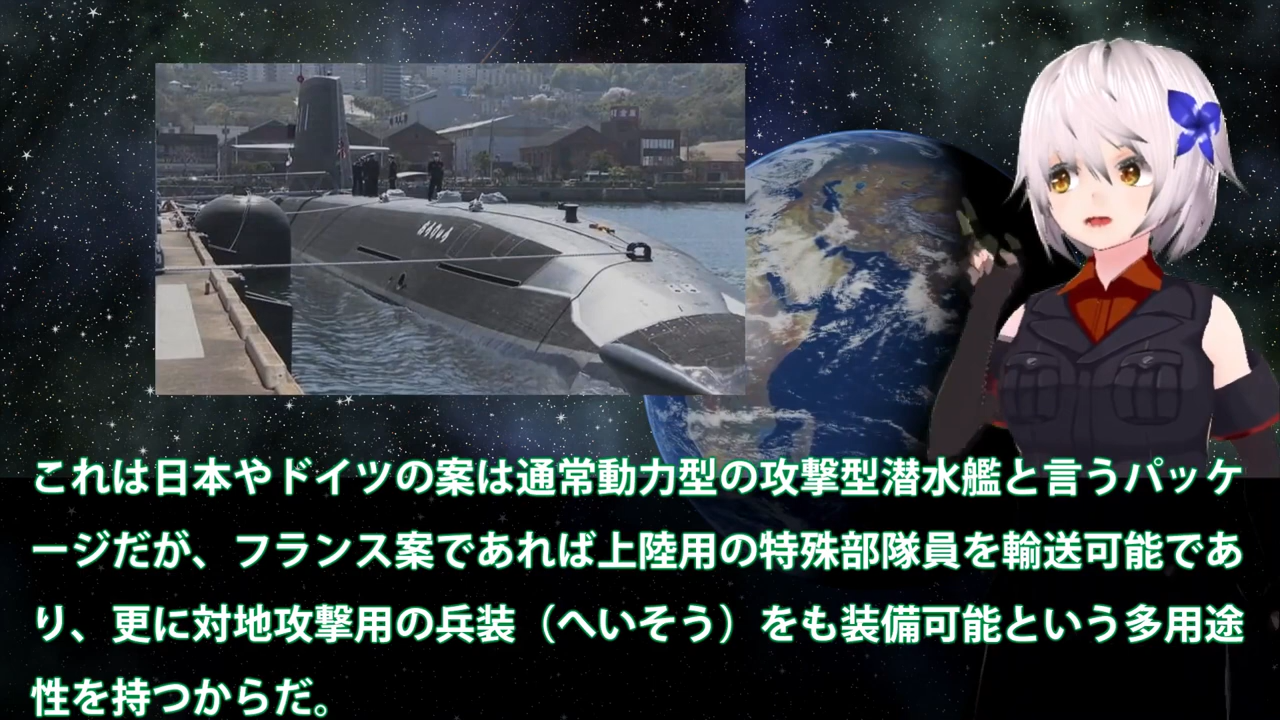 これは日本やドイツの案は通常動力型の攻撃型潜水艦と言うパッケ
ージだが、フランス案であれば上陸用の特殊部隊員を輸送可能であ
り、更に対地攻撃用の兵装（へいそう）をも装備可能という多用途
性を持つからだ。